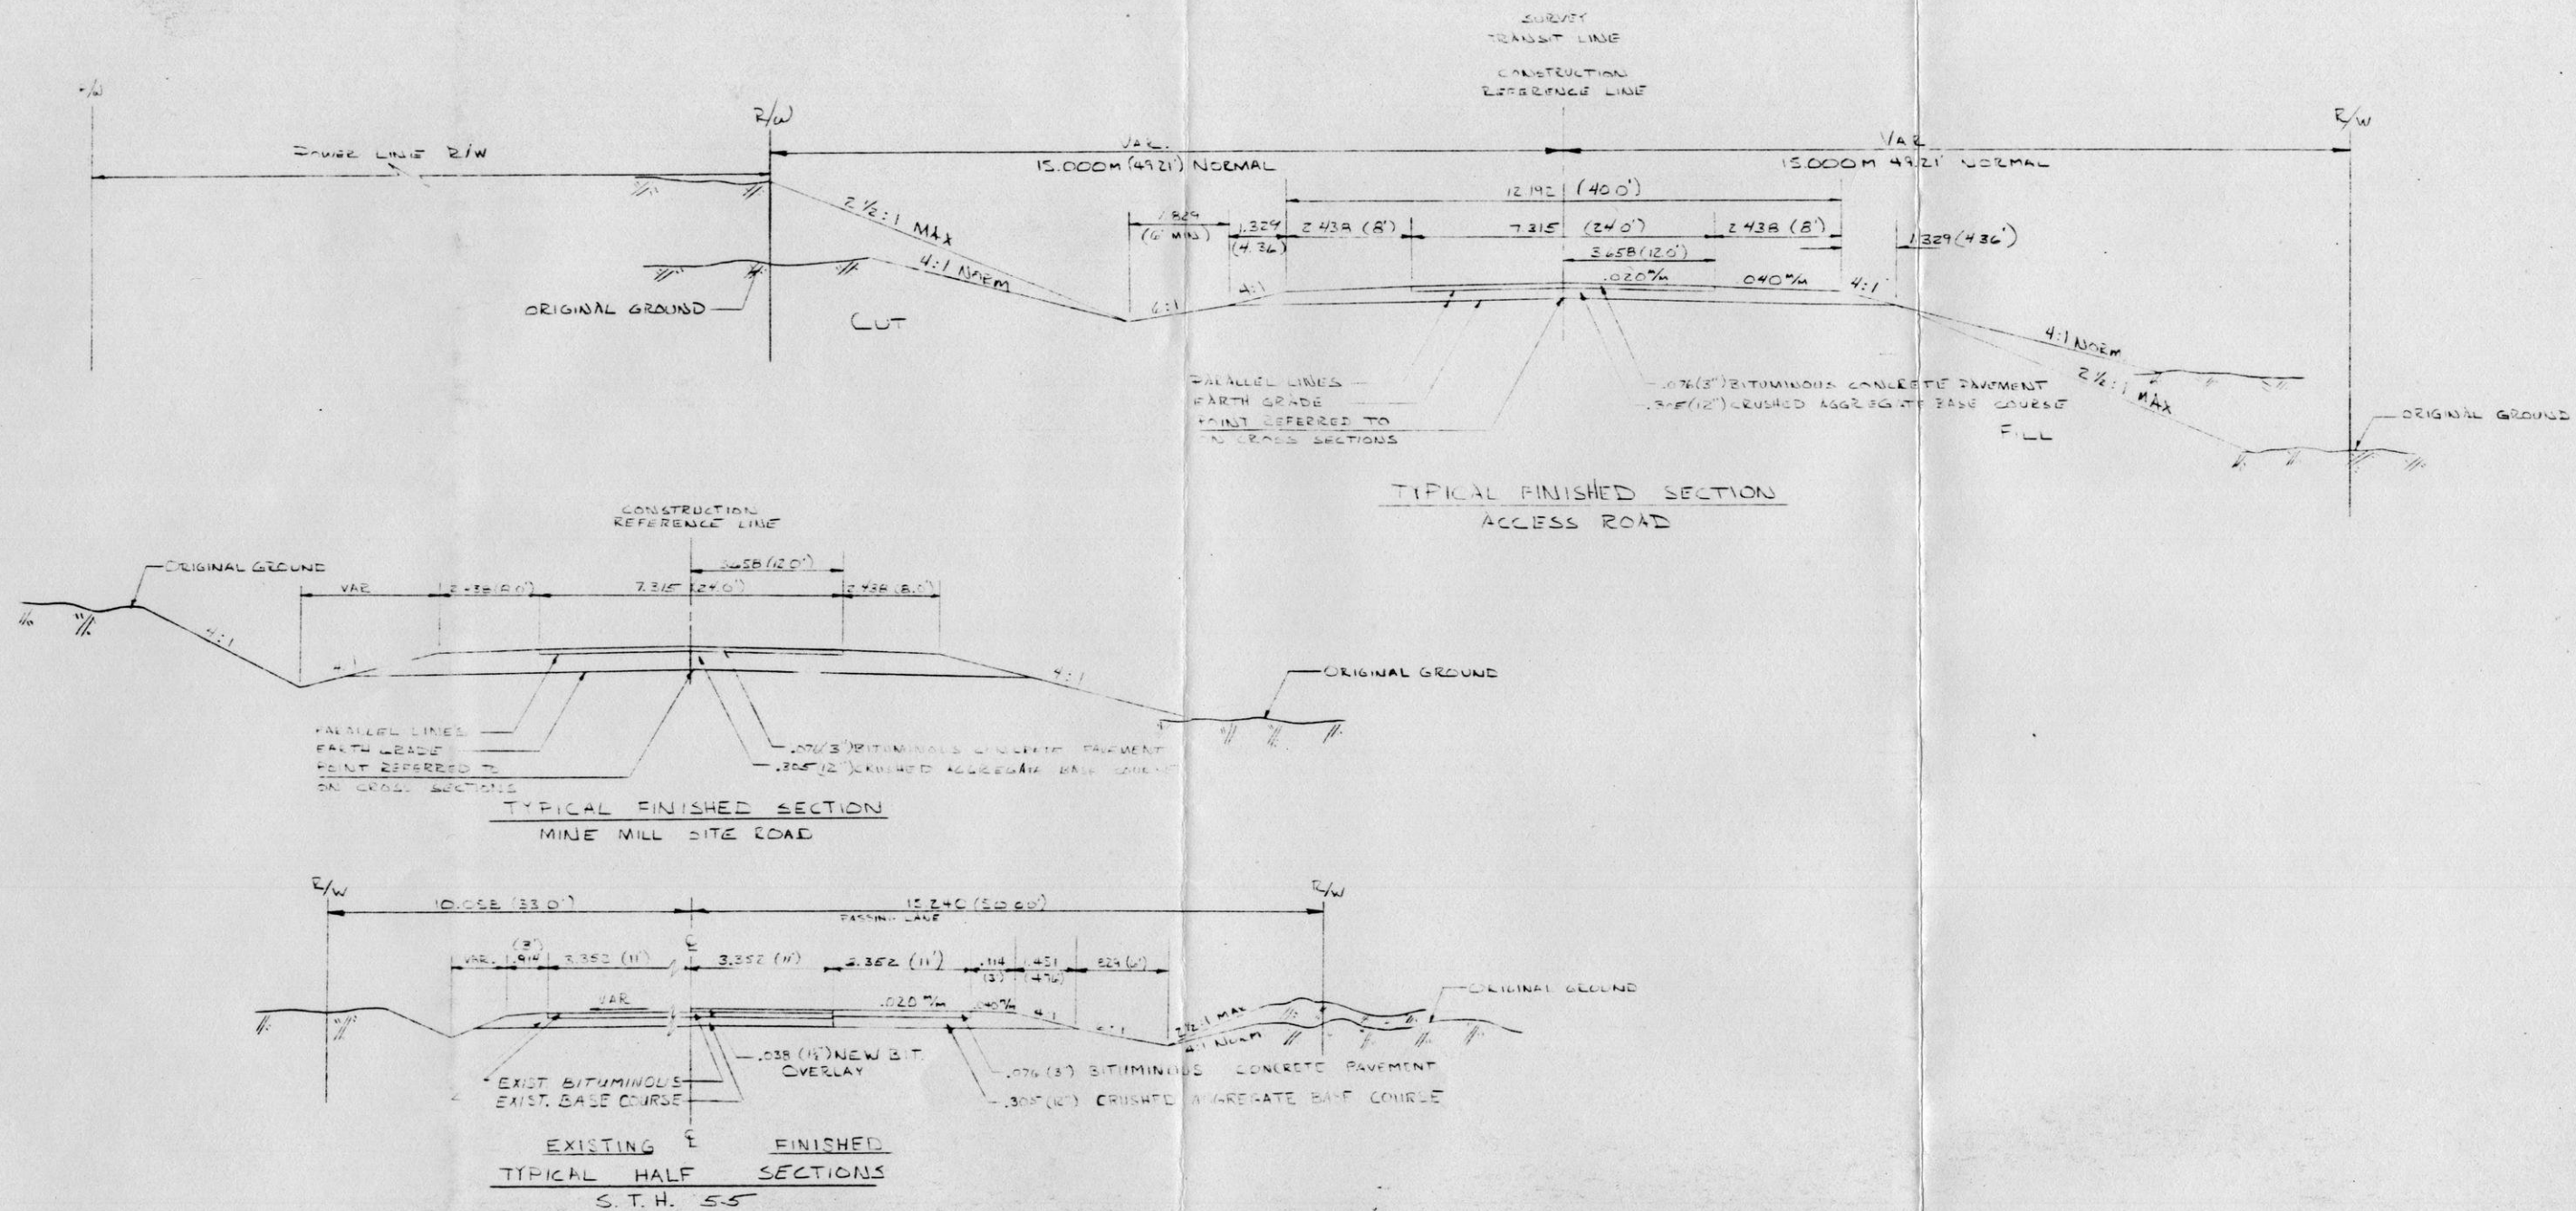 SURVEY
TRANSIT LINE
CONSTRUCTION
REFERENCE LINE
R/W
R/W
POWER LINE R/W
VAR.
15.000M (49.21') NORMAL
VAR
15.000M 49.21' NORMAL
12.192 (40.0')
1.829
(6' MIN)
1.329
(4.36)
2.438 (8')
7.315 (24.0')
2.438 (8')
1.329(4.36')
3.658(12.0')
.020 m/m
.040 m/m
2 1/2:1 MAX
4:1 NORM
ORIGINAL GROUND
CUT
6:1
4:1
4:1
4:1 NORM
2 1/2:1 MAX
PARALLEL LINES
EARTH GRADE
POINT REFERRED TO
ON CROSS SECTIONS
.076(3") BITUMINOUS CONCRETE PAVEMENT
.305(12") CRUSHED AGGREGATE BASE COURSE
FILL
ORIGINAL GROUND
TYPICAL FINISHED SECTION
ACCESS ROAD
CONSTRUCTION
REFERENCE LINE
ORIGINAL GROUND
3.658(12.0')
VAR
2.438(8.0')
7.315 (24.0')
2.438 (8.0')
4:1
4:1
4:1
ORIGINAL GROUND
PARALLEL LINES
EARTH GRADE
POINT REFERRED TO
ON CROSS SECTIONS
.076(3") BITUMINOUS CONCRETE PAVEMENT
.305(12") CRUSHED AGGREGATE BASE COURSE
TYPICAL FINISHED SECTION
MINE MILL SITE ROAD
R/W
R/W
10.058 (33.0')
15.240 (50.00')
PASSING LANE
(3')
VAR.
.914
3.352 (11')
℄
3.352 (11')
3.352 (11')
.114
(3')
1.451
(4.76')
829 (6')
VAR
.020 m/m
.040 m/m
4:1
2 1/2:1 MAX
4:1 NORM
ORIGINAL GROUND
.038 (1½") NEW BIT.
OVERLAY
EXIST. BITUMINOUS
EXIST. BASE COURSE
.076 (3") BITUMINOUS CONCRETE PAVEMENT
.305 (12") CRUSHED AGGREGATE BASE COURSE
EXISTING ℄ FINISHED
TYPICAL HALF SECTIONS
S.T.H. 55